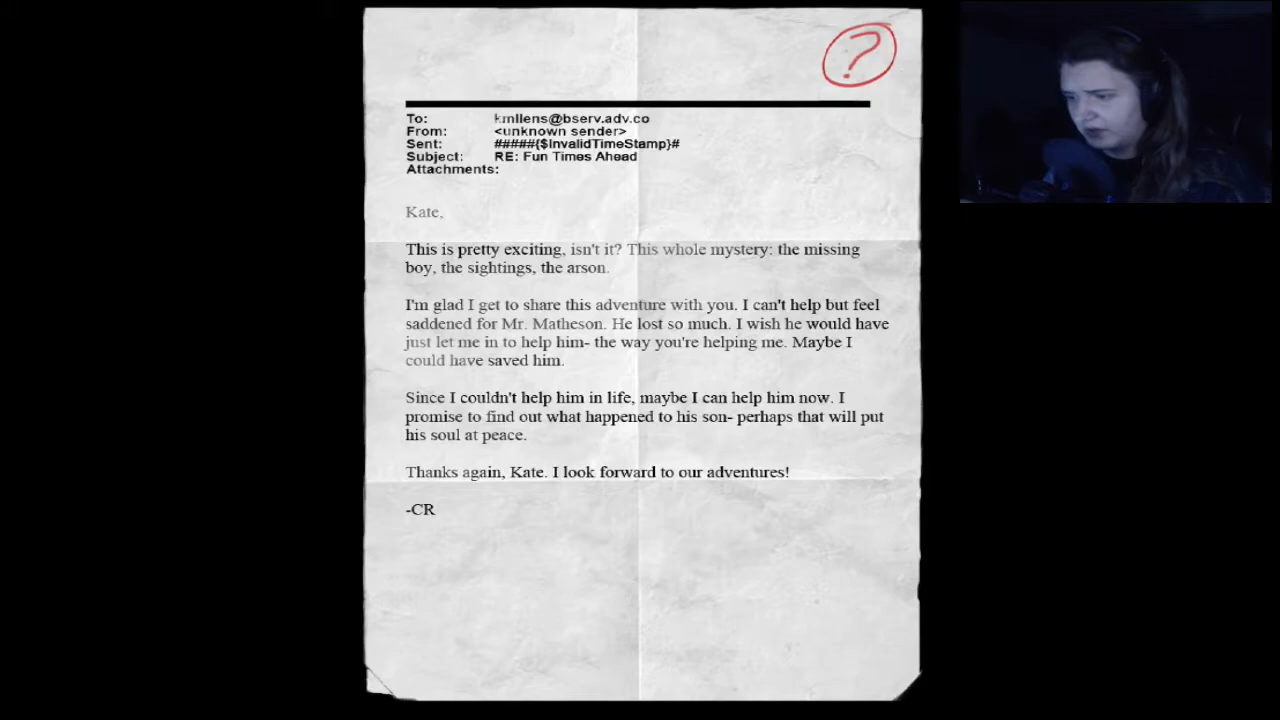 ?
To: kmllens@bserv.adv.co
From: <unknown sender>
Sent: #####{$InvalidTimeStamp}#
Subject: RE: Fun Times Ahead
Attachments:
Kate,
This is pretty exciting, isn't it? This whole mystery: the missing
boy, the sightings, the arson.
I'm glad I get to share this adventure with you. I can't help but feel
saddened for Mr. Matheson. He lost so much. I wish he would have
just let me in to help him- the way you're helping me. Maybe I
could have saved him.
Since I couldn't help him in life, maybe I can help him now. I
promise to find out what happened to his son- perhaps that will put
his soul at peace.
Thanks again, Kate. I look forward to our adventures!
-CR